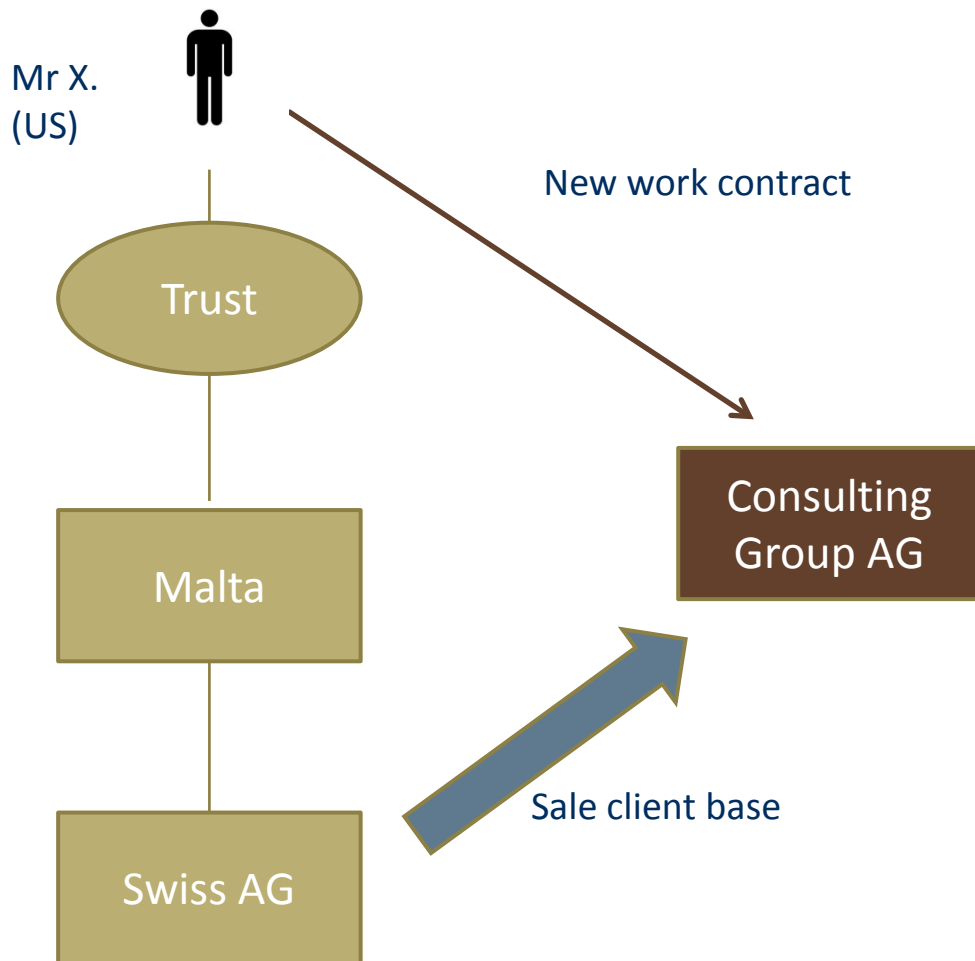 Mr X.
(US)
New work contract
Trust
Consulting
Group AG
Malta
Sale client base
Swiss AG